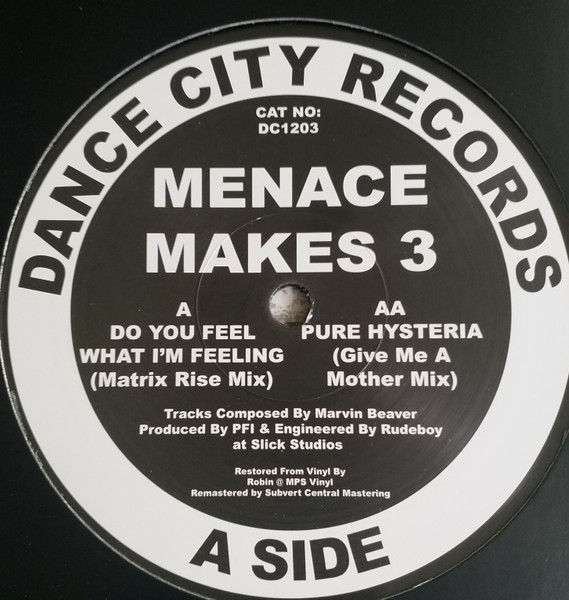 DANCE CITY RECORDS
CAT NO:
DC1203
MENACE
MAKES 3
A
DO YOU FEEL
WHAT I'M FEELING
(Matrix Rise Mix)
AA
PURE HYSTERIA
(Give Me A
Mother Mix)
Tracks Composed By Marvin Beaver
Produced By PFI & Engineered By Rudeboy
at Slick Studios
Restored From Vinyl By
Robin @ MPS Vinyl
Remastered by Subvert Central Mastering
A SIDE